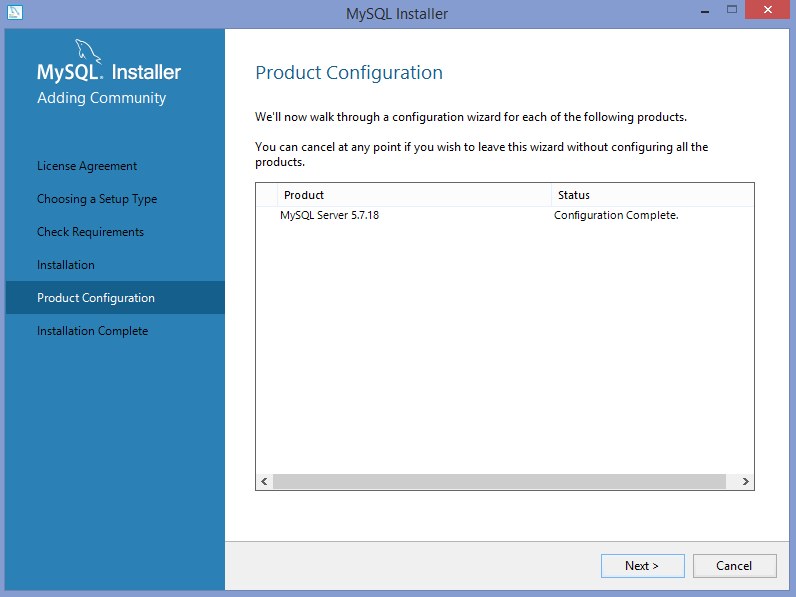 MySQL Installer
MySQL. Installer
Adding Community
License Agreement
Choosing a Setup Type
Check Requirements
Installation
Product Configuration
Installation Complete
Product Configuration
We'll now walk through a configuration wizard for each of the following products.
You can cancel at any point if you wish to leave this wizard without configuring all the
products.
Product Status
MySQL Server 5.7.18 Configuration Complete.
Next >
Cancel